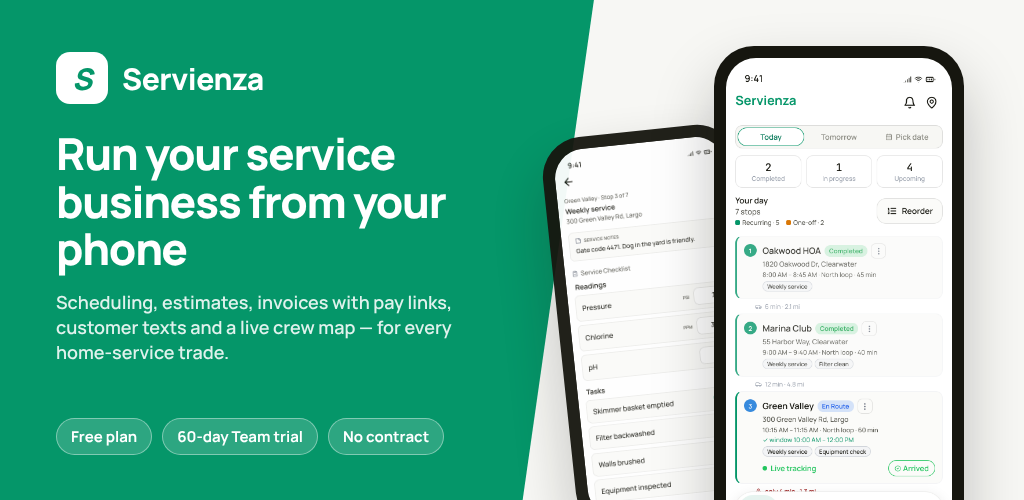 S
Servienza
Run your service
business from your
phone
Scheduling, estimates, invoices with pay links,
customer texts and a live crew map — for every
home-service trade.
Free plan
60-day Team trial
No contract
9:41
Green Valley · Stop 3 of 7
Weekly service
300 Green Valley Rd, Largo
SERVICE NOTES
Gate code 4471. Dog in the yard is friendly.
Service Checklist
Readings
Pressure
PSI
Chlorine
PPM
pH
Tasks
Skimmer basket emptied
Filter backwashed
Walls brushed
Equipment inspected
9:41
Servienza
Today
Tomorrow
Pick date
2
Completed
1
In progress
4
Upcoming
Your day
7 stops
Recurring · 5
One-off · 2
Reorder
1
Oakwood HOA
Completed
1820 Oakwood Dr, Clearwater
8:00 AM – 8:45 AM · North loop · 45 min
Weekly service
6 min · 2.1 mi
2
Marina Club
Completed
55 Harbor Way, Clearwater
9:00 AM – 9:40 AM · North loop · 40 min
Weekly service
Filter clean
12 min · 4.8 mi
3
Green Valley
En Route
300 Green Valley Rd, Largo
10:15 AM – 11:15 AM · North loop · 60 min
✓ window 10:00 AM – 12:00 PM
Weekly service
Equipment check
Live tracking
Arrived